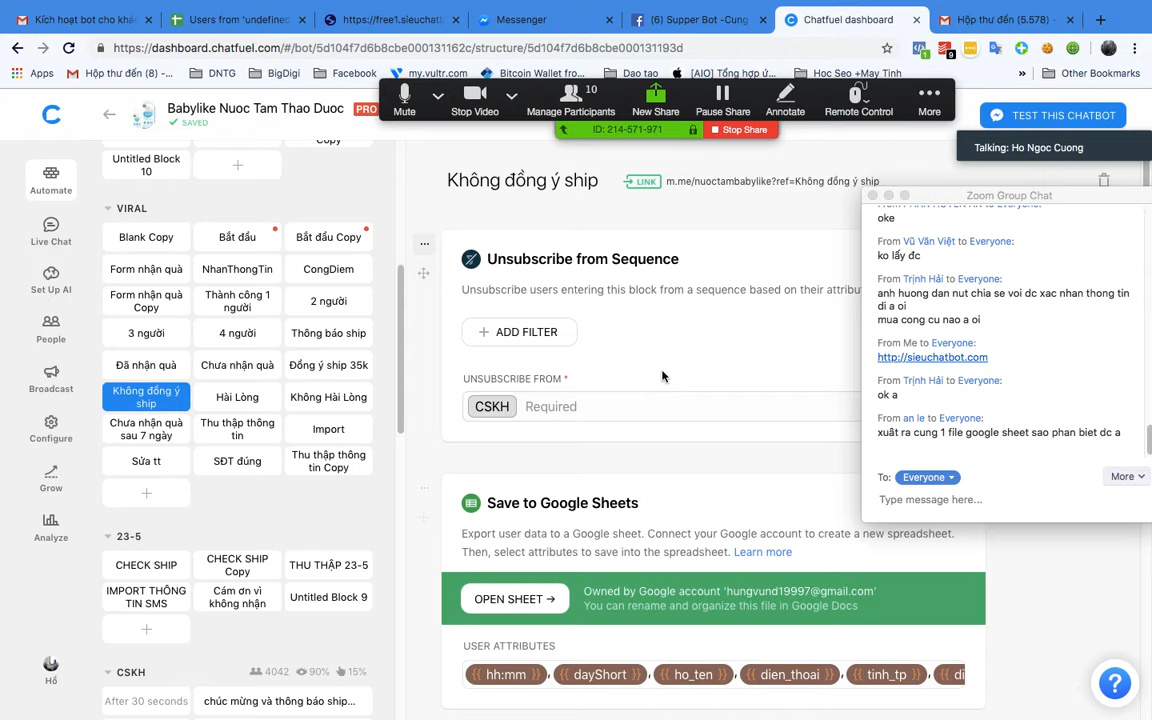 Kích hoạt bot cho khá
Users from 'undefined
https://free1.sieuchatb
Messenger
(6) Supper Bot -Cung
Chatfuel dashboard
Hộp thư đến (5.578) -
https://dashboard.chatfuel.com/#/bot/5d104f7d6b8cbe000131162c/structure/5d104f7d6b8cbe000131193d
1
9
Apps
Hộp thư đến (8) -...
DNTG
BigDigi
Facebook
my.vultr.com
Bitcoin Wallet fro...
Dao tao
[AIO] Tổng hợp ứ...
Hoc Seo +May Tinh
»
Other Bookmarks
Mute
Stop Video
10
Manage Participants
New Share
Pause Share
Annotate
Remote Control
More
ID: 214-571-971
Stop Share
Babylike Nuoc Tam Thao Duoc
PRO
SAVED
TEST THIS CHATBOT
Talking: Ho Ngoc Cuong
Automate
Live Chat
Set Up AI
People
Broadcast
Configure
Grow
Analyze
Hồ
Copy
Untitled Block 10
VIRAL
Blank Copy
Bắt đầu
Bắt đầu Copy
Form nhận quà
NhanThongTin
CongDiem
Form nhận quà Copy
Thành công 1 người
2 người
3 người
4 người
Thông báo ship
Đã nhận quà
Chưa nhận quà
Đồng ý ship 35k
Không đồng ý ship
Hài Lòng
Không Hài Lòng
Chưa nhận quà sau 7 ngày
Thu thập thông tin
Import
Sửa tt
SĐT đúng
Thu thập thông tin Copy
23-5
CHECK SHIP
CHECK SHIP Copy
THU THẬP 23-5
IMPORT THÔNG TIN SMS
Cám ơn vì không nhận
Untitled Block 9
CSKH
4042
90%
15%
After 30 seconds
chúc mừng và thông báo ship...
Không đồng ý ship
LINK
m.me/nuoctambabylike?ref=Không đồng ý ship
Unsubscribe from Sequence
Unsubscribe users entering this block from a sequence based on their attribu
ADD FILTER
UNSUBSCRIBE FROM *
CSKH
Required
Save to Google Sheets
Export user data to a Google sheet. Connect your Google account to create a new spreadsheet.
Then, select attributes to save into the spreadsheet. Learn more
OPEN SHEET →
Owned by Google account 'hungvund19997@gmail.com'
You can rename and organize this file in Google Docs
USER ATTRIBUTES
{{ hh:mm }}, {{ dayShort }}, {{ ho_ten }}, {{ dien_thoai }}, {{ tinh_tp }}, {{ di
Zoom Group Chat
oke
From Vũ Văn Việt to Everyone:
ko lấy đc
From Trịnh Hải to Everyone:
anh huong dan nut chia se voi dc xac nhan thong tin
di a oi
mua cong cu nao a oi
From Me to Everyone:
http://sieuchatbot.com
From Trịnh Hải to Everyone:
ok a
From an le to Everyone:
xuất ra cung 1 file google sheet sao phan biet dc a
To: Everyone
More
Type message here...
?